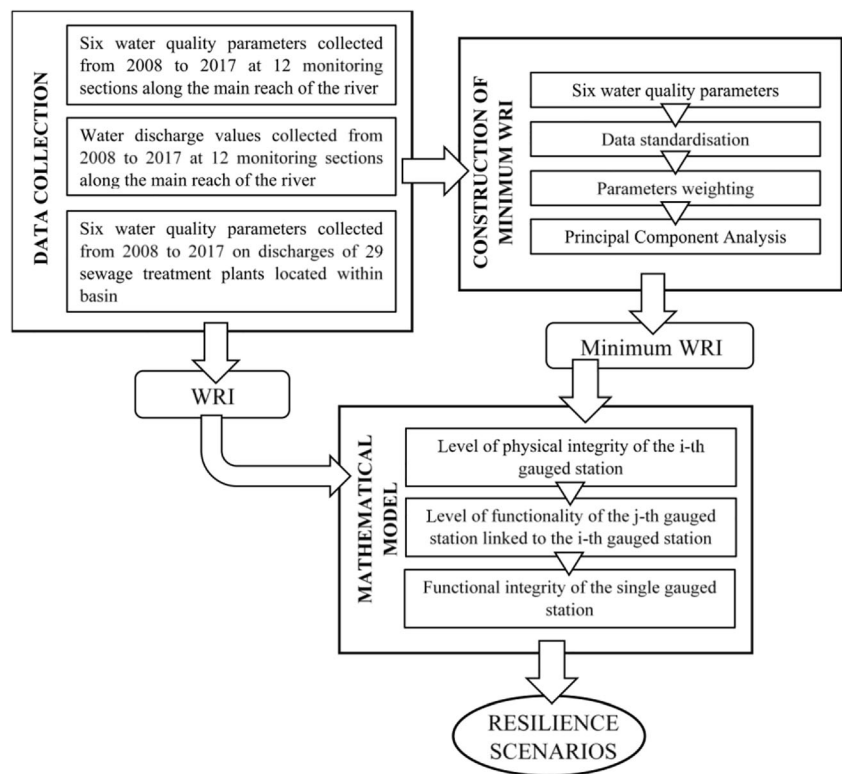 DATA COLLECTION
Six water quality parameters collected
from 2008 to 2017 at 12 monitoring
sections along the main reach of the river
Water discharge values collected from
2008 to 2017 at 12 monitoring sections
along the main reach of the river
Six water quality parameters collected
from 2008 to 2017 on discharges of 29
sewage treatment plants located within
basin
CONSTRUCTION OF
MINIMUM WRI
Six water quality parameters
Data standardisation
Parameters weighting
Principal Component Analysis
WRI
Minimum WRI
MATHEMATICAL
MODEL
Level of physical integrity of the i-th
gauged station
Level of functionality of the j-th gauged
station linked to the i-th gauged station
Functional integrity of the single gauged
station
RESILIENCE
SCENARIOS